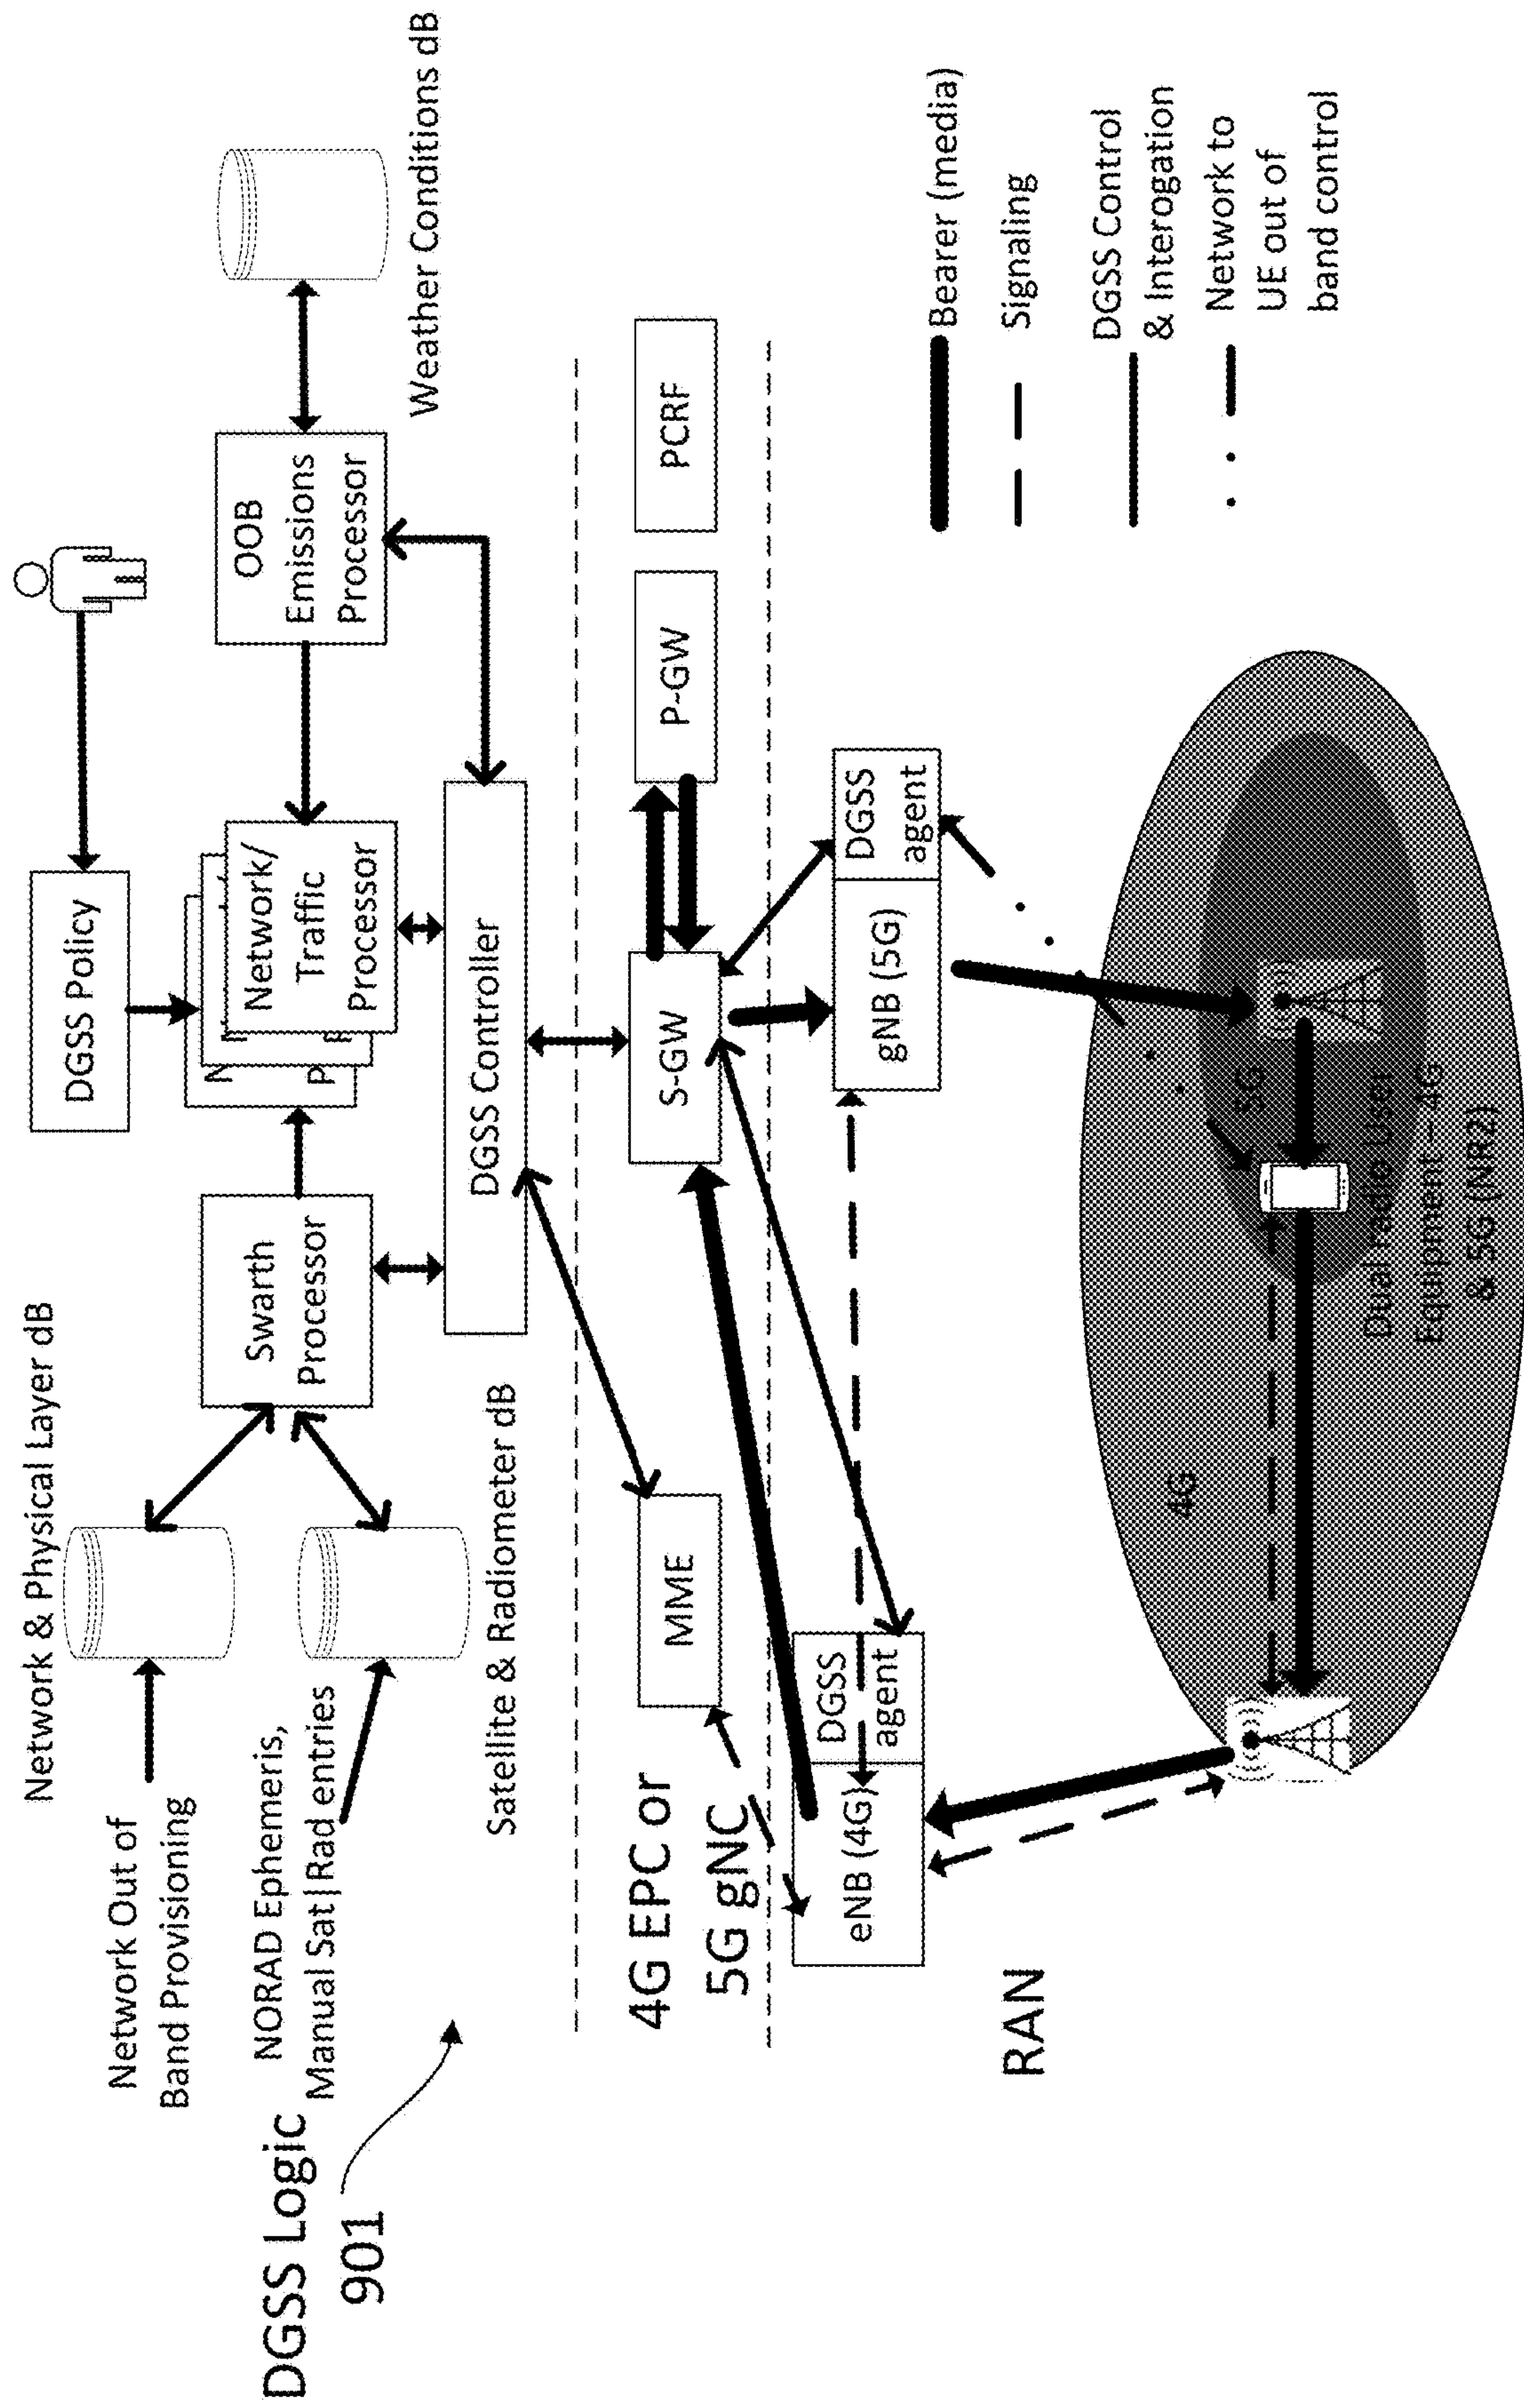 Network & Physical Layer dB
Network Out of
Band Provisioning
NORAD Ephemeris,
Manual Sat|Rad entries
DGSS Logic
901
Satellite & Radiometer dB
DGSS Policy
Swarth
Processor
N
P
Network/
Traffic
Processor
OOB
Emissions
Processor
Weather Conditions dB
DGSS Controller
4G EPC or
5G gNC
MME
S-GW
P-GW
PCRF
RAN
eNB (4G)
DGSS
agent
gNB (5G)
DGSS
agent
4G
5G
Dual radio User
Equipment – 4G
& 5G (NR2)
Bearer (media)
Signaling
DGSS Control
& Interogation
Network to
UE out of
band control